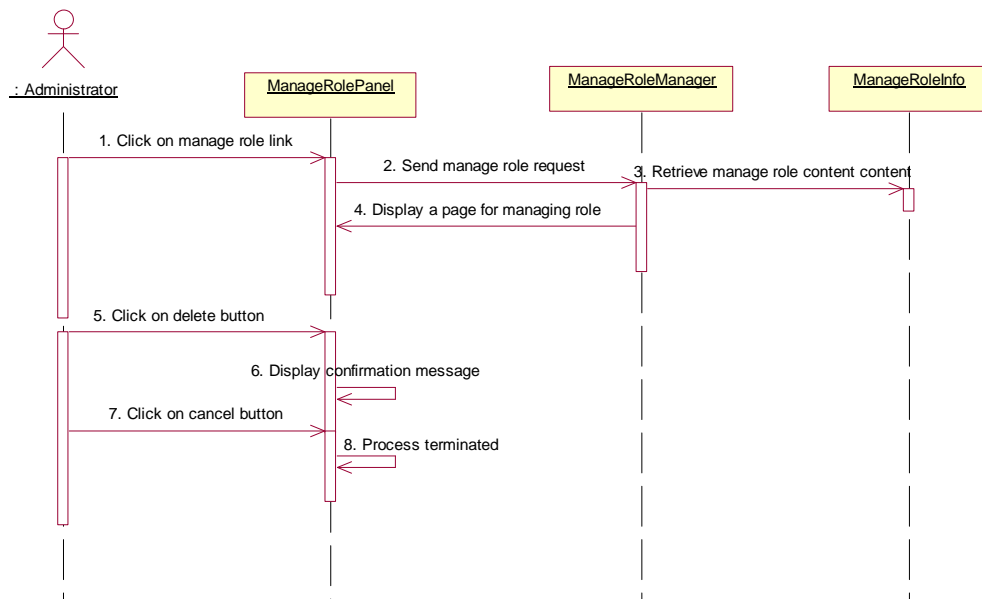 : Administrator
ManageRolePanel
ManageRoleManager
ManageRoleInfo
1. Click on manage role link
2. Send manage role request
3. Retrieve manage role content content
4. Display a page for managing role
5. Click on delete button
6. Display confirmation message
7. Click on cancel button
8. Process terminated